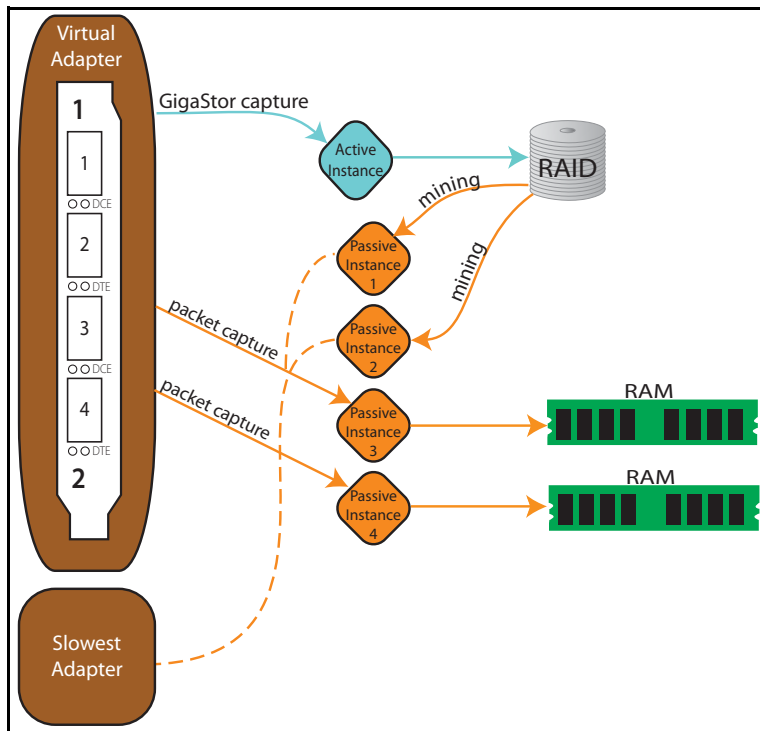 Virtual
Adapter
1
1
DCE
2
DTE
3
DCE
4
DTE
2
GigaStor capture
Active
Instance
RAID
mining
mining
Passive
Instance
1
Passive
Instance
2
packet capture
packet capture
Passive
Instance
3
Passive
Instance
4
RAM
RAM
Slowest
Adapter